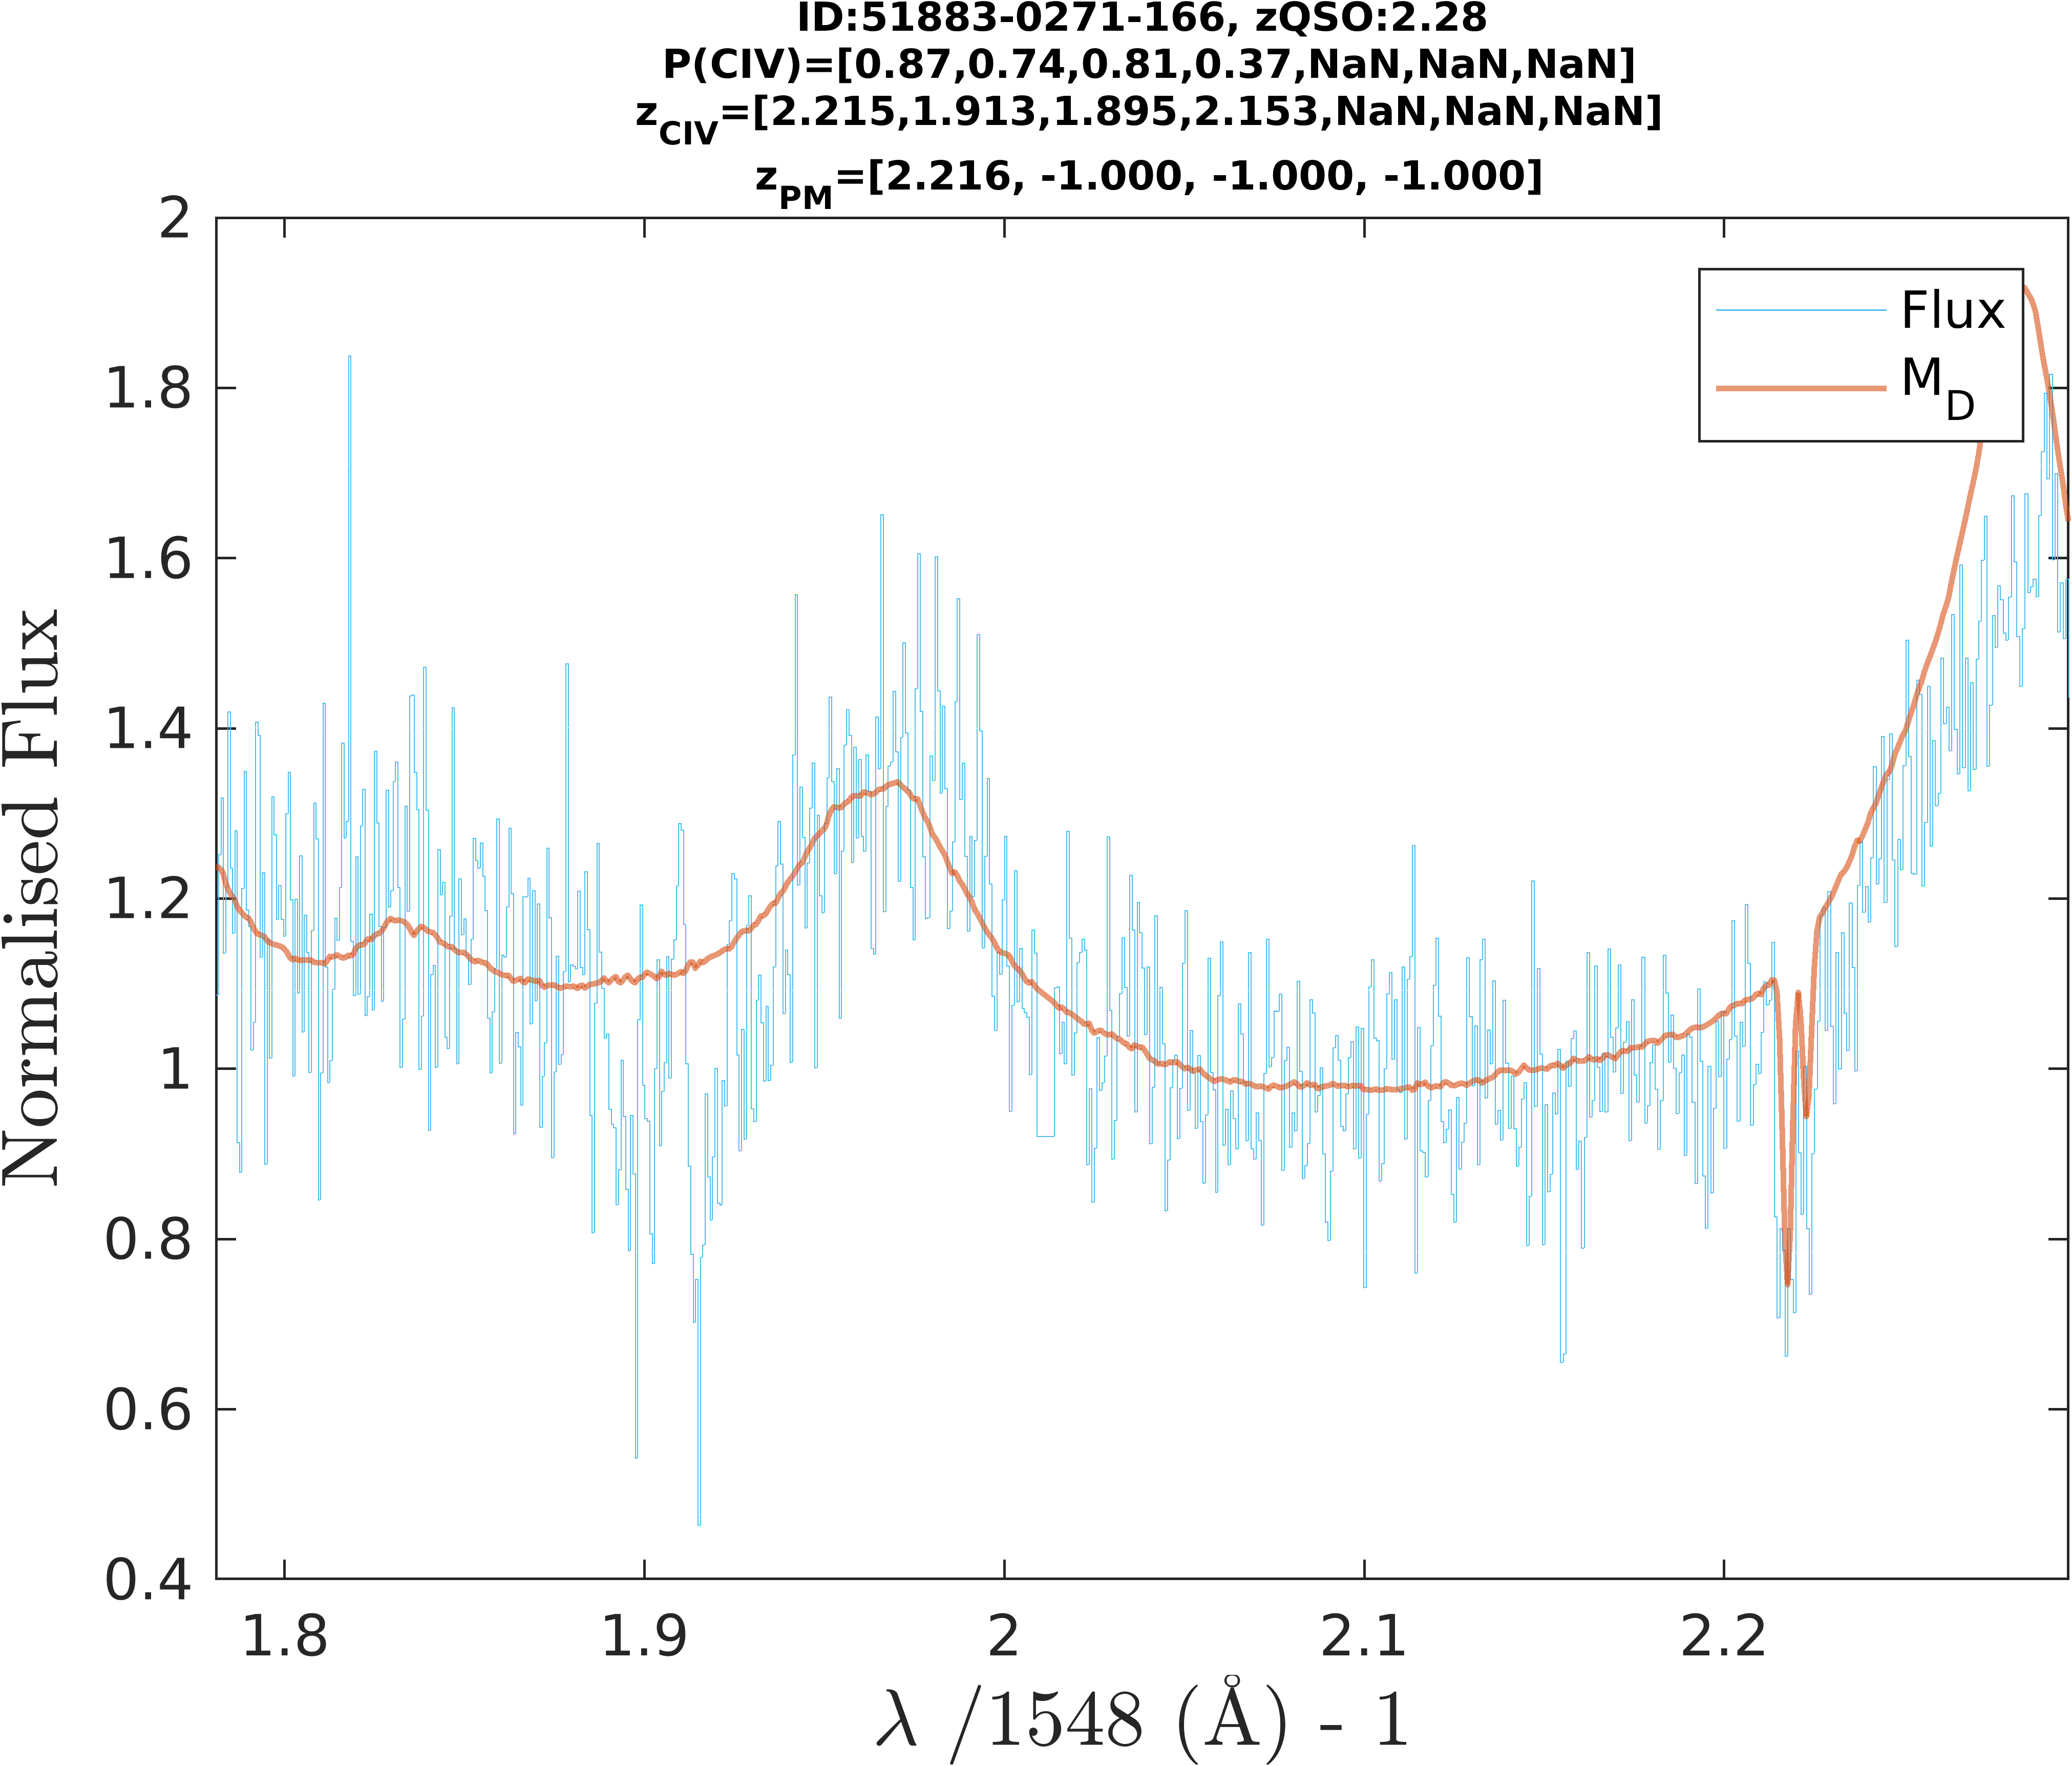 ID:51883-0271-166, zQSO:2.28
P(CIV)=[0.87,0.74,0.81,0.37,NaN,NaN,NaN]
zCIV=[2.215,1.913,1.895,2.153,NaN,NaN,NaN]
zPM=[2.216, -1.000, -1.000, -1.000]
2
1.8
1.6
1.4
1.2
1
0.8
0.6
0.4
Normalised Flux
Flux
MD
1.8 1.9 2 2.1 2.2
λ /1548 (Å) - 1